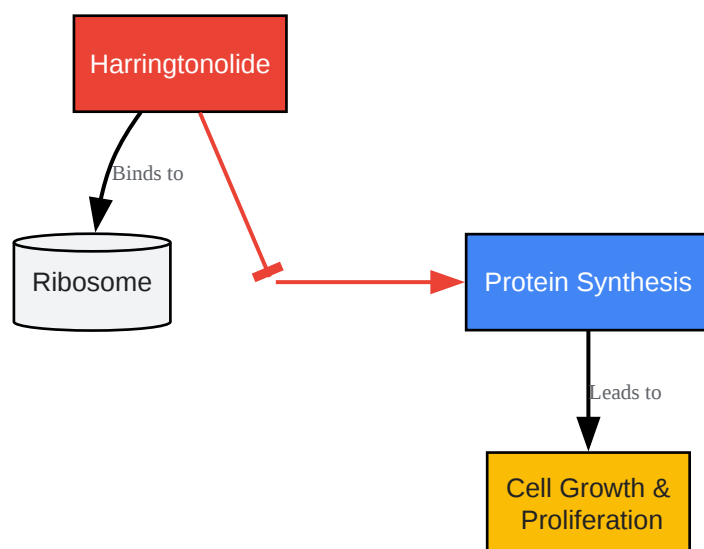 Harringtonolide
Binds to
Ribosome
Protein Synthesis
Leads to
Cell Growth &
Proliferation